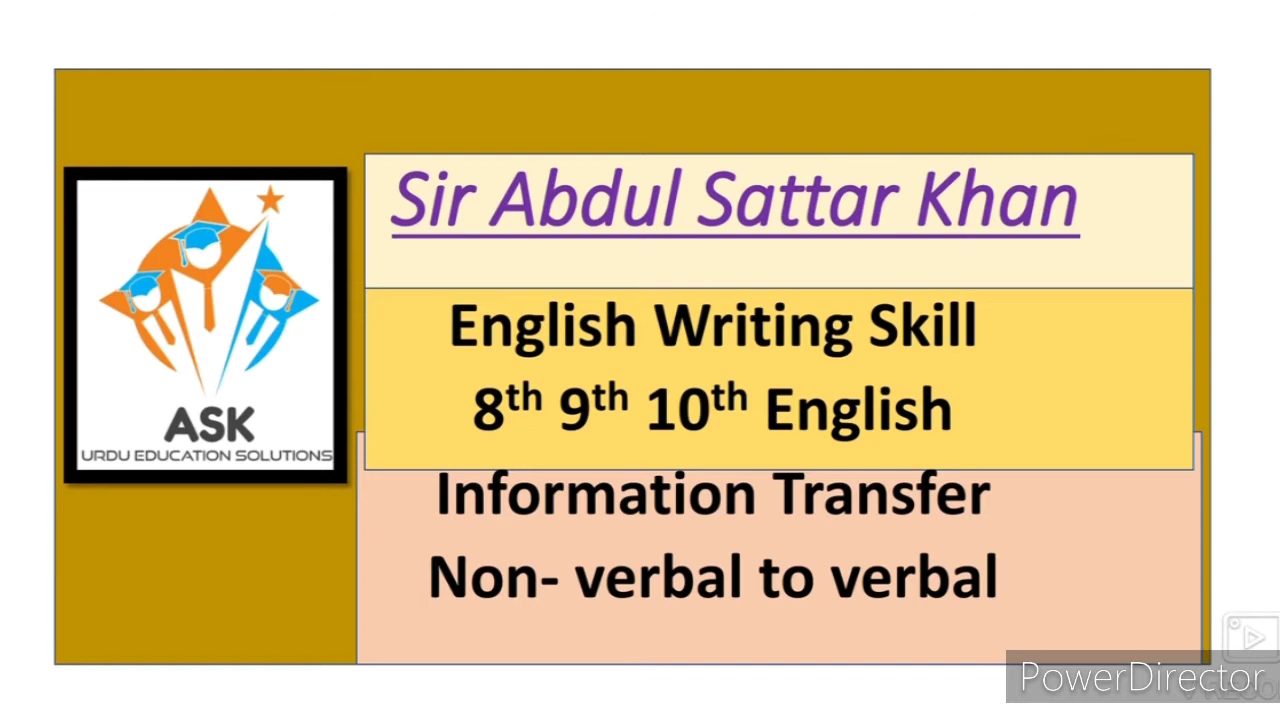 Sir Abdul Sattar Khan
English Writing Skill
8th 9th 10th English
Information Transfer
Non- verbal to verbal
ASK
URDU EDUCATION SOLUTIONS
PowerDirector